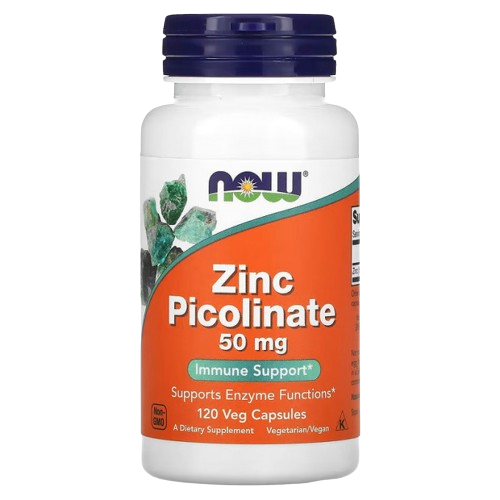 NOW®
Zinc
Picolinate
50 mg
Immune Support*
Supports Enzyme Functions*
120 Veg Capsules
Non-
GMO
A Dietary Supplement Vegetarian/Vegan
K